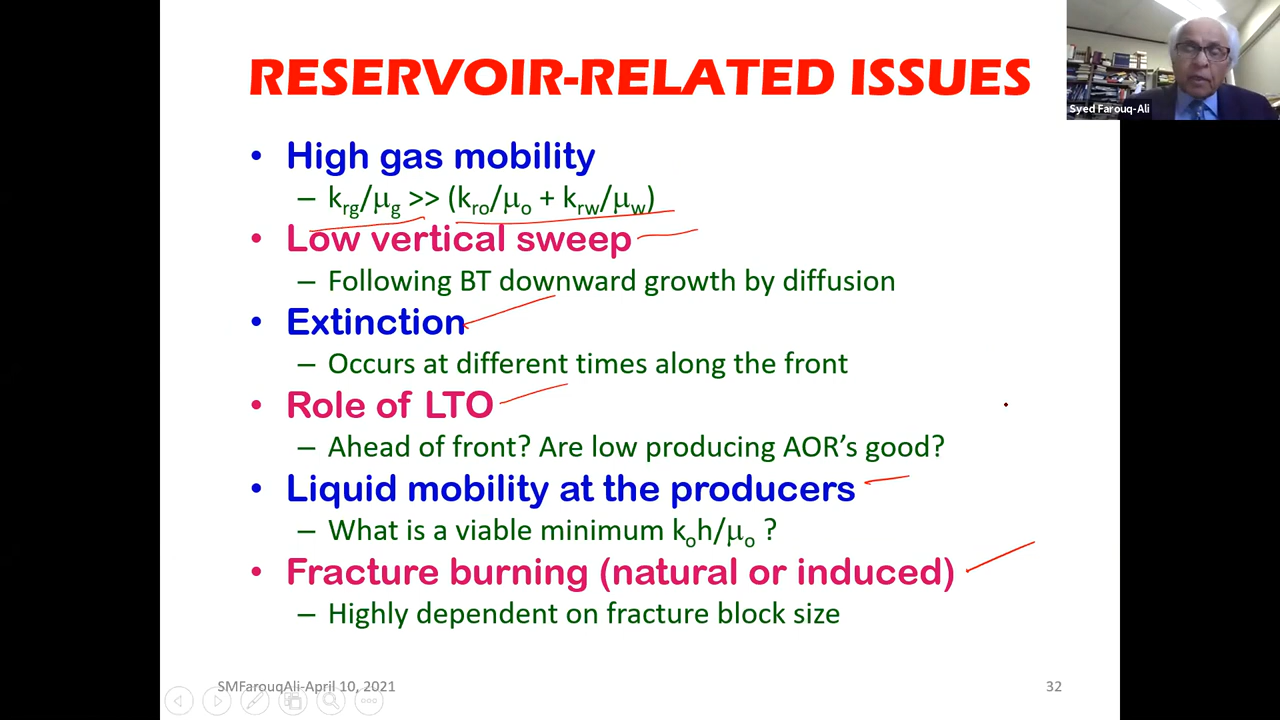 RESERVOIR-RELATED ISSUES
Syed Farouq-Ali
• High gas mobility
– krg/μg >> (kro/μo + krw/μw)
• Low vertical sweep
– Following BT downward growth by diffusion
• Extinction
– Occurs at different times along the front
• Role of LTO
– Ahead of front? Are low producing AOR's good?
• Liquid mobility at the producers
– What is a viable minimum koh/μo ?
• Fracture burning (natural or induced)
– Highly dependent on fracture block size
SMFarouqAli-April 10, 2021
32